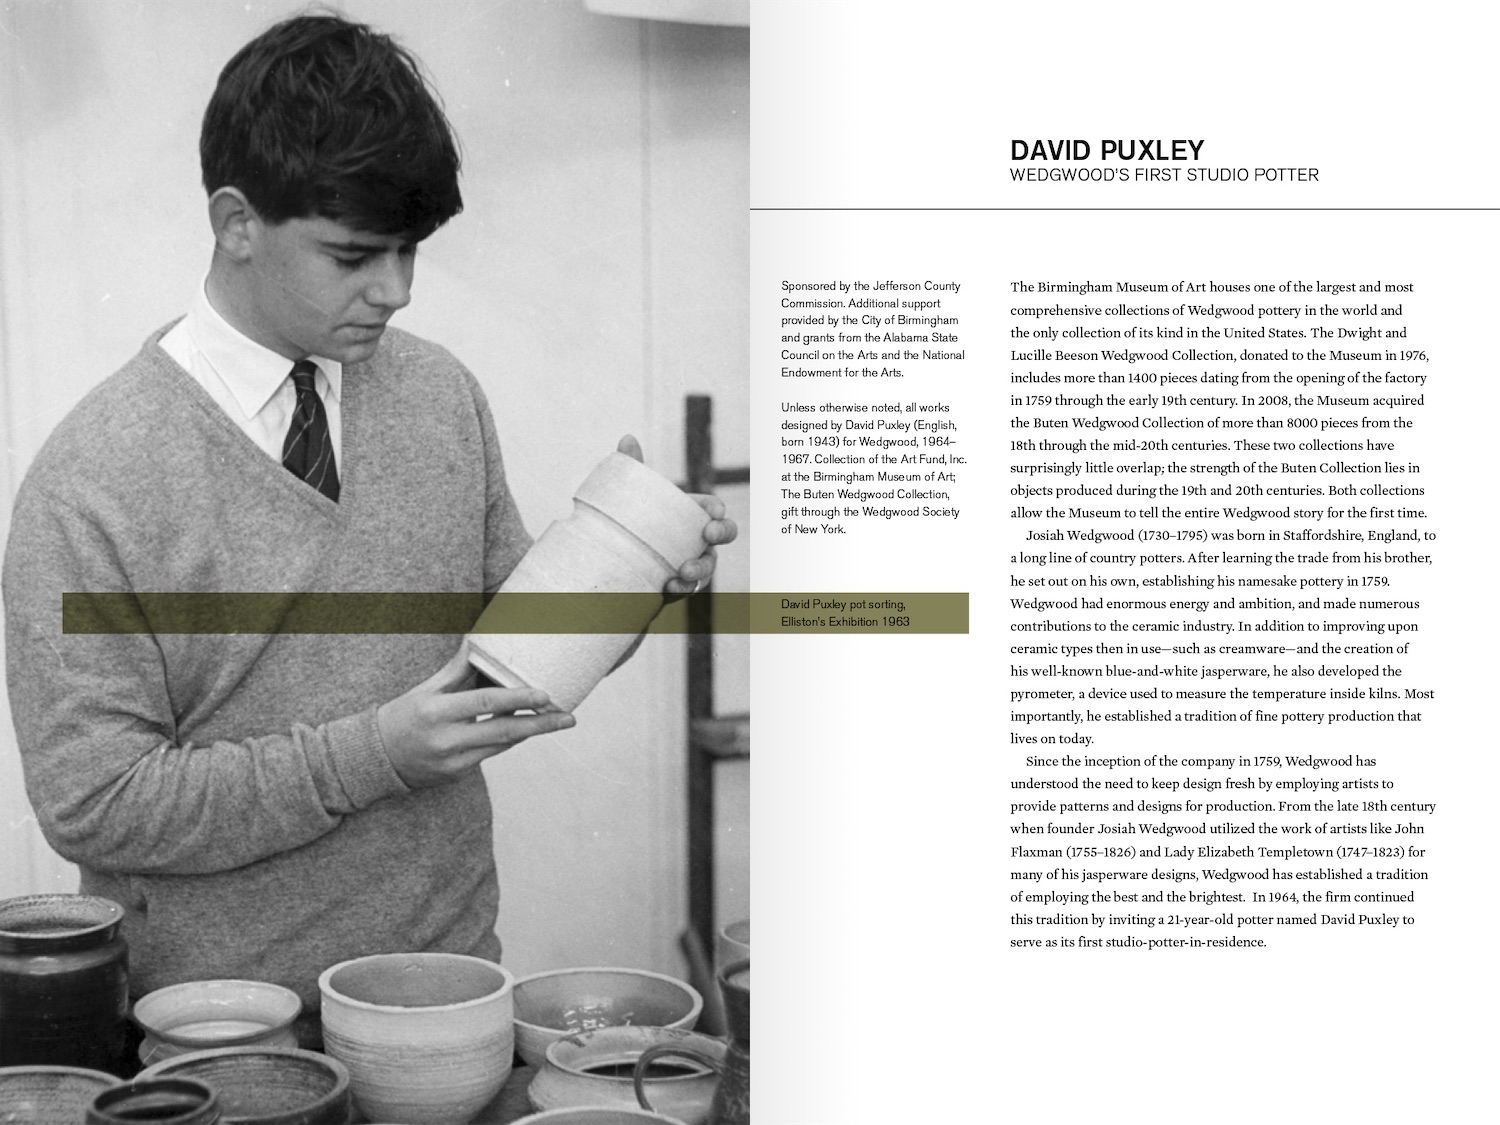 DAVID PUXLEY
WEDGWOOD'S FIRST STUDIO POTTER
Sponsored by the Jefferson County
Commission. Additional support
provided by the City of Birmingham
and grants from the Alabama State
Council on the Arts and the National
Endowment for the Arts.
Unless otherwise noted, all works
designed by David Puxley (English,
born 1943) for Wedgwood, 1964–
1967. Collection of the Art Fund, Inc.
at the Birmingham Museum of Art;
The Buten Wedgwood Collection,
gift through the Wedgwood Society
of New York.
David Puxley pot sorting,
Elliston's Exhibition 1963
The Birmingham Museum of Art houses one of the largest and most
comprehensive collections of Wedgwood pottery in the world and
the only collection of its kind in the United States. The Dwight and
Lucille Beeson Wedgwood Collection, donated to the Museum in 1976,
includes more than 1400 pieces dating from the opening of the factory
in 1759 through the early 19th century. In 2008, the Museum acquired
the Buten Wedgwood Collection of more than 8000 pieces from the
18th through the mid-20th centuries. These two collections have
surprisingly little overlap; the strength of the Buten Collection lies in
objects produced during the 19th and 20th centuries. Both collections
allow the Museum to tell the entire Wedgwood story for the first time.
Josiah Wedgwood (1730–1795) was born in Staffordshire, England, to
a long line of country potters. After learning the trade from his brother,
he set out on his own, establishing his namesake pottery in 1759.
Wedgwood had enormous energy and ambition, and made numerous
contributions to the ceramic industry. In addition to improving upon
ceramic types then in use—such as creamware—and the creation of
his well-known blue-and-white jasperware, he also developed the
pyrometer, a device used to measure the temperature inside kilns. Most
importantly, he established a tradition of fine pottery production that
lives on today.
Since the inception of the company in 1759, Wedgwood has
understood the need to keep design fresh by employing artists to
provide patterns and designs for production. From the late 18th century
when founder Josiah Wedgwood utilized the work of artists like John
Flaxman (1755–1826) and Lady Elizabeth Templetown (1747–1823) for
many of his jasperware designs, Wedgwood has established a tradition
of employing the best and the brightest.  In 1964, the firm continued
this tradition by inviting a 21-year-old potter named David Puxley to
serve as its first studio-potter-in-residence.